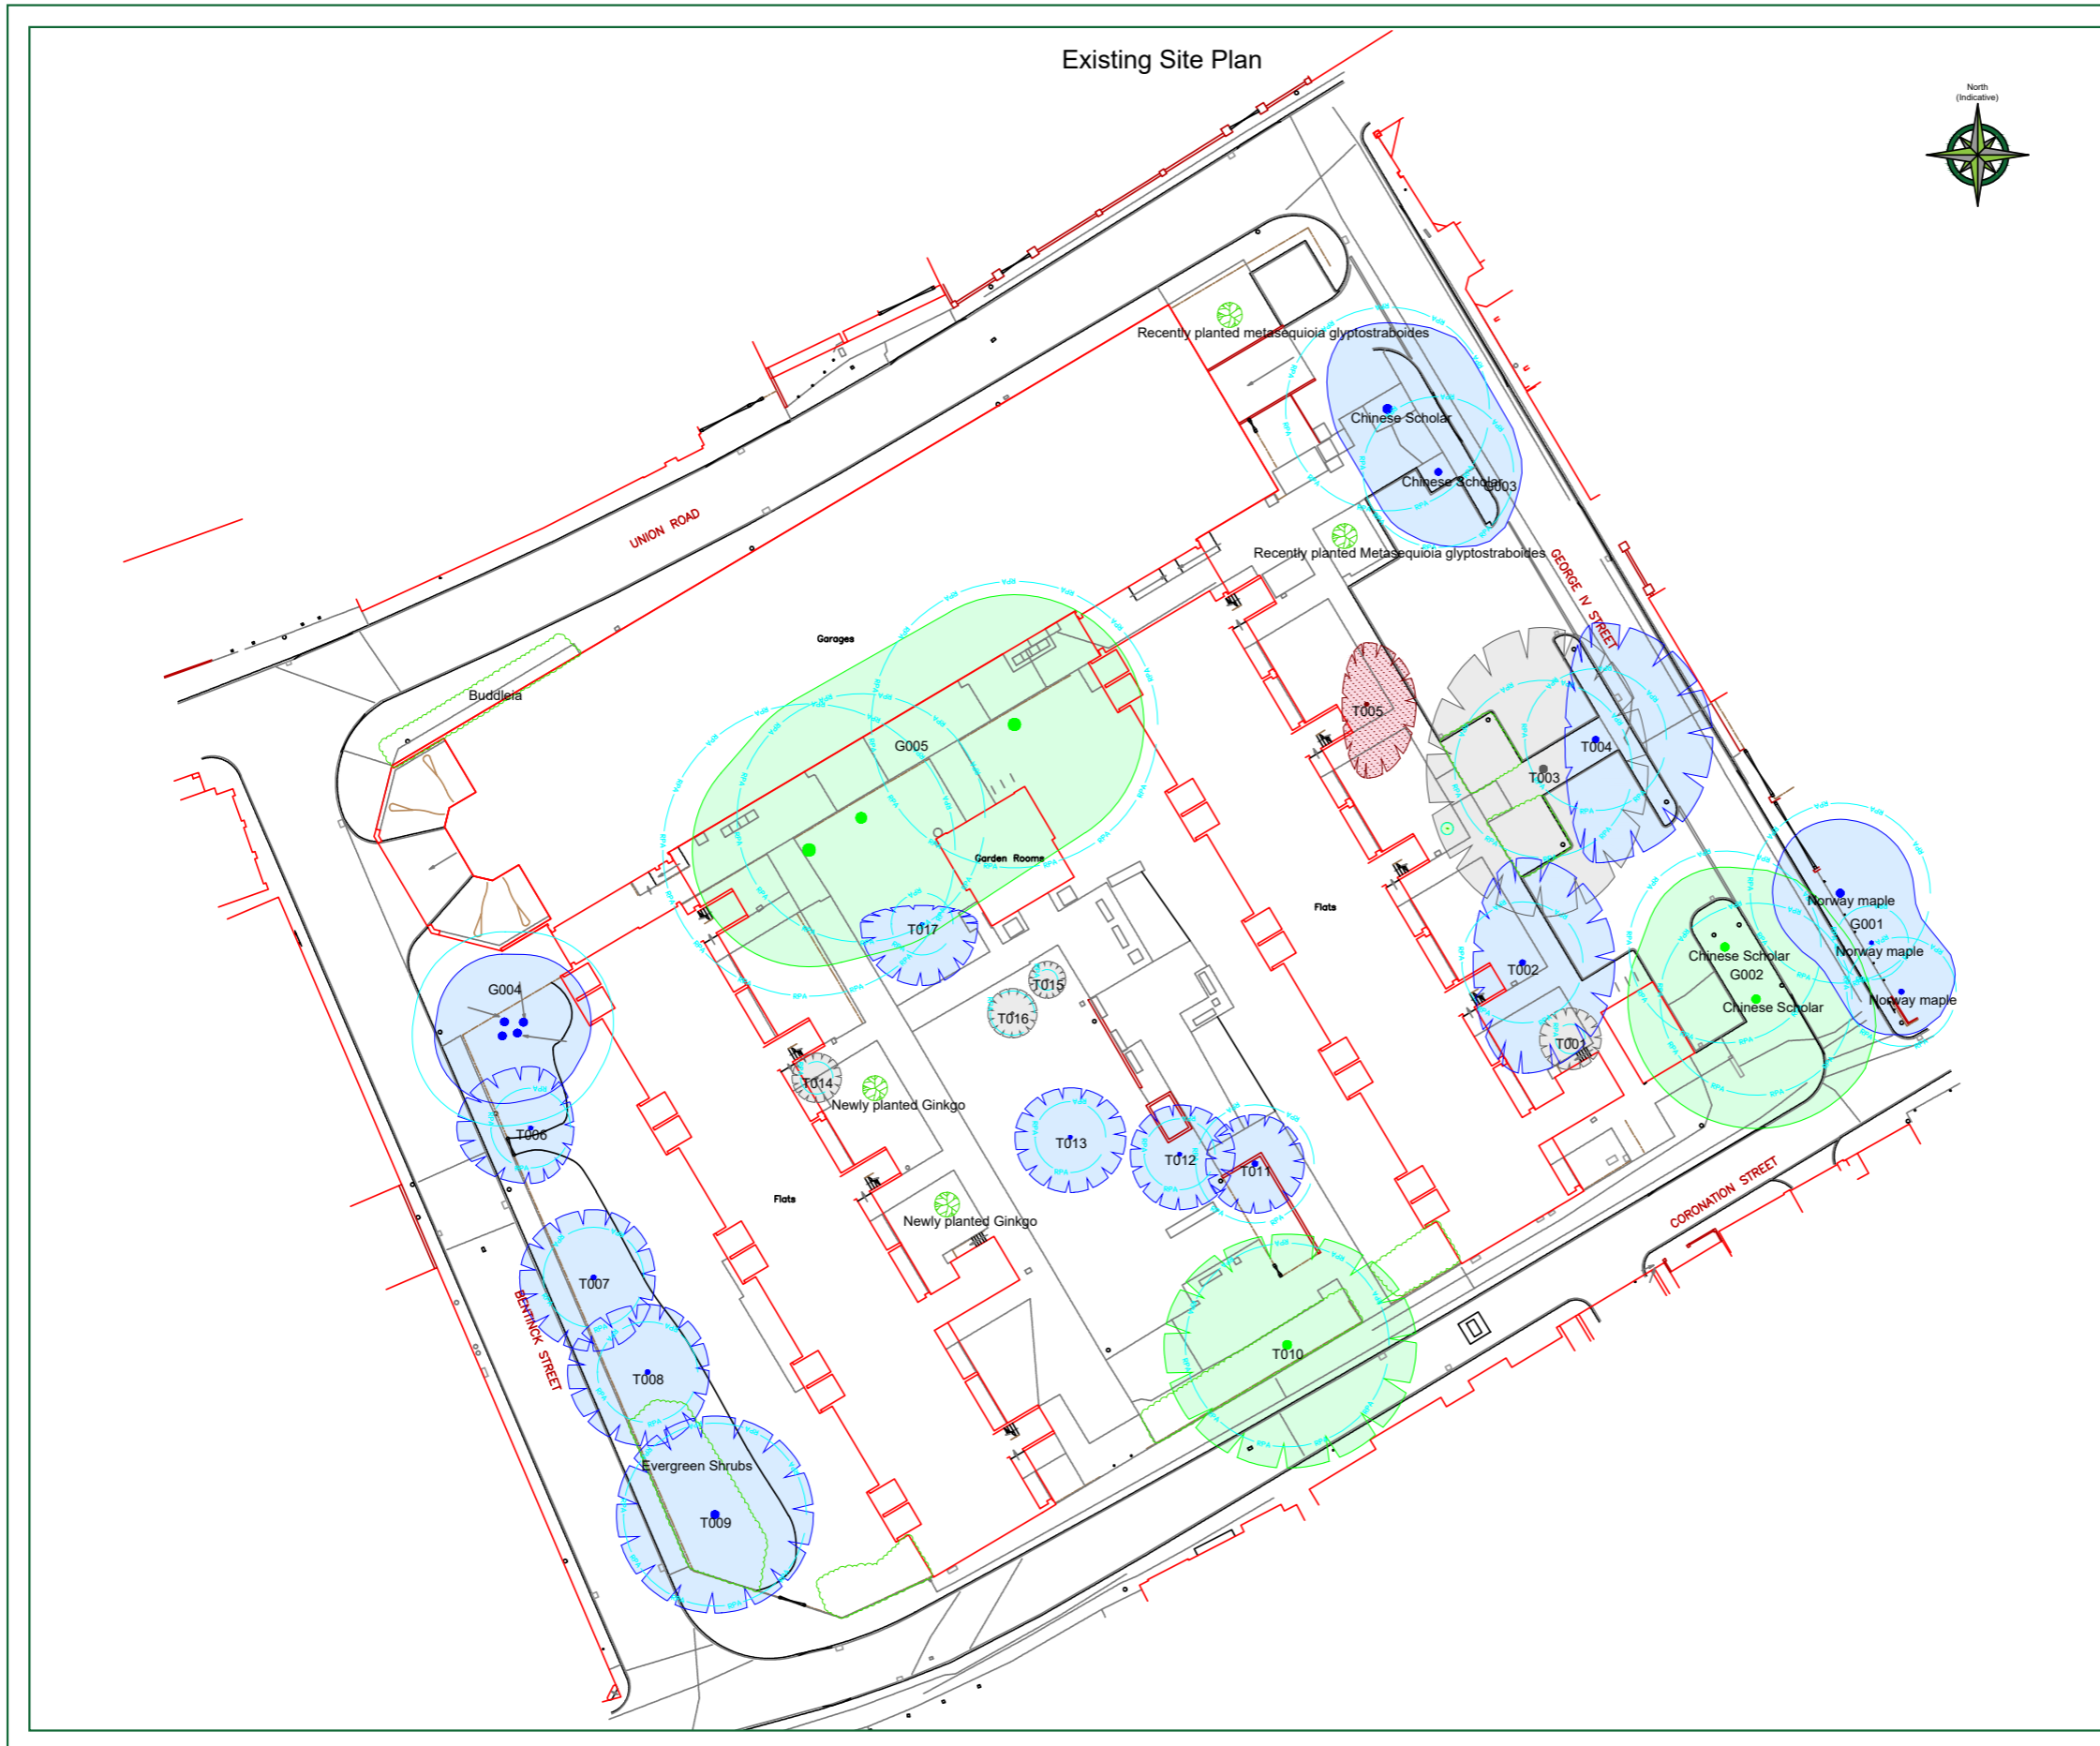 Existing Site Plan
North
(Indicative)
Recently planted metasequioia glyptostraboides
Chinese Scholar
Chinese Scholar
G003
UNION ROAD
Recently planted Metasequioia glyptostraboides
GEORGE IV STREET
Garages
Buddleia
T005
G005
T004
T003
Garden Rooms
Norway maple
Flats
G001
T017
Norway maple
Chinese Scholar
T002
G002
G004
T015
Norway maple
Chinese Scholar
T016
T001
T014
Newly planted Ginkgo
T006
T013
T012
T011
Flats
CORONATION STREET
Newly planted Ginkgo
T007
BENTINCK STREET
T010
T008
Evergreen Shrubs
T009
RPA